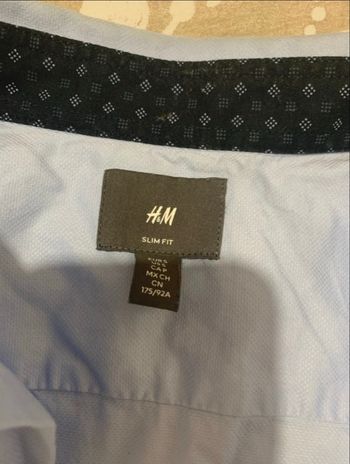 H&M
SLIM FIT
CA P
MX CH
CN
175/92A